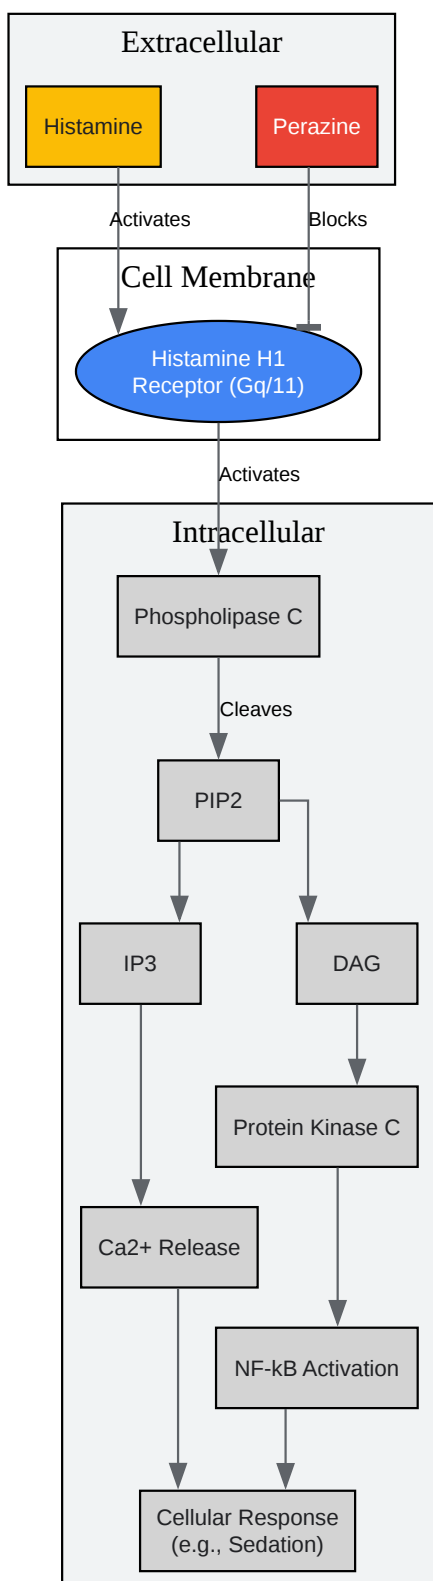 Extracellular
Histamine
Perazine
Activates
Blocks
Cell Membrane
Histamine H1
Receptor (Gq/11)
Activates
Intracellular
Phospholipase C
Cleaves
PIP2
IP3
DAG
Protein Kinase C
Ca2+ Release
NF-kB Activation
Cellular Response
(e.g., Sedation)